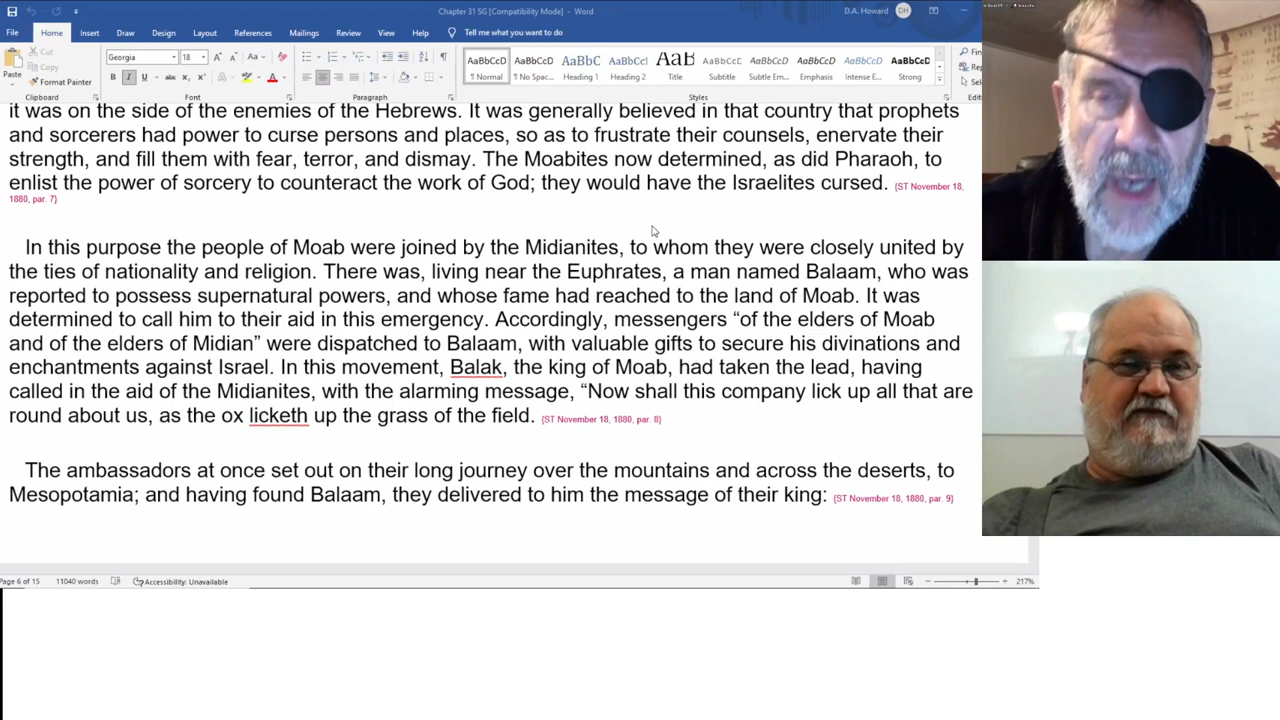 Chapter 31 SG [Compatibility Mode] - Word
D.A. Howard
DH
File Home Insert Draw Design Layout References Mailings Review View Help Tell me what you want to do
Paste
Cut
Copy
Format Painter
Clipboard
Georgia 18
B I U
Font
Paragraph
AaBbCcD AaBbCcD AaBbC AaBbCcI AaB AaBbCcD AaBbCcD AaBbCcD AaBbCcD AaBbCcD
¶ Normal ¶ No Spac... Heading 1 Heading 2 Title Subtitle Subtle Em... Emphasis Intense E... Strong
Styles
Fin
Re
Sel
Edit
it was on the side of the enemies of the Hebrews. It was generally believed in that country that prophets
and sorcerers had power to curse persons and places, so as to frustrate their counsels, enervate their
strength, and fill them with fear, terror, and dismay. The Moabites now determined, as did Pharaoh, to
enlist the power of sorcery to counteract the work of God; they would have the Israelites cursed. {ST November 18,
1880, par. 7}
In this purpose the people of Moab were joined by the Midianites, to whom they were closely united by
the ties of nationality and religion. There was, living near the Euphrates, a man named Balaam, who was
reported to possess supernatural powers, and whose fame had reached to the land of Moab. It was
determined to call him to their aid in this emergency. Accordingly, messengers “of the elders of Moab
and of the elders of Midian” were dispatched to Balaam, with valuable gifts to secure his divinations and
enchantments against Israel. In this movement, Balak, the king of Moab, had taken the lead, having
called in the aid of the Midianites, with the alarming message, “Now shall this company lick up all that are
round about us, as the ox licketh up the grass of the field. {ST November 18, 1880, par. 8}
The ambassadors at once set out on their long journey over the mountains and across the deserts, to
Mesopotamia; and having found Balaam, they delivered to him the message of their king: {ST November 18, 1880, par. 9}
Page 6 of 15 11040 words Accessibility: Unavailable 217%